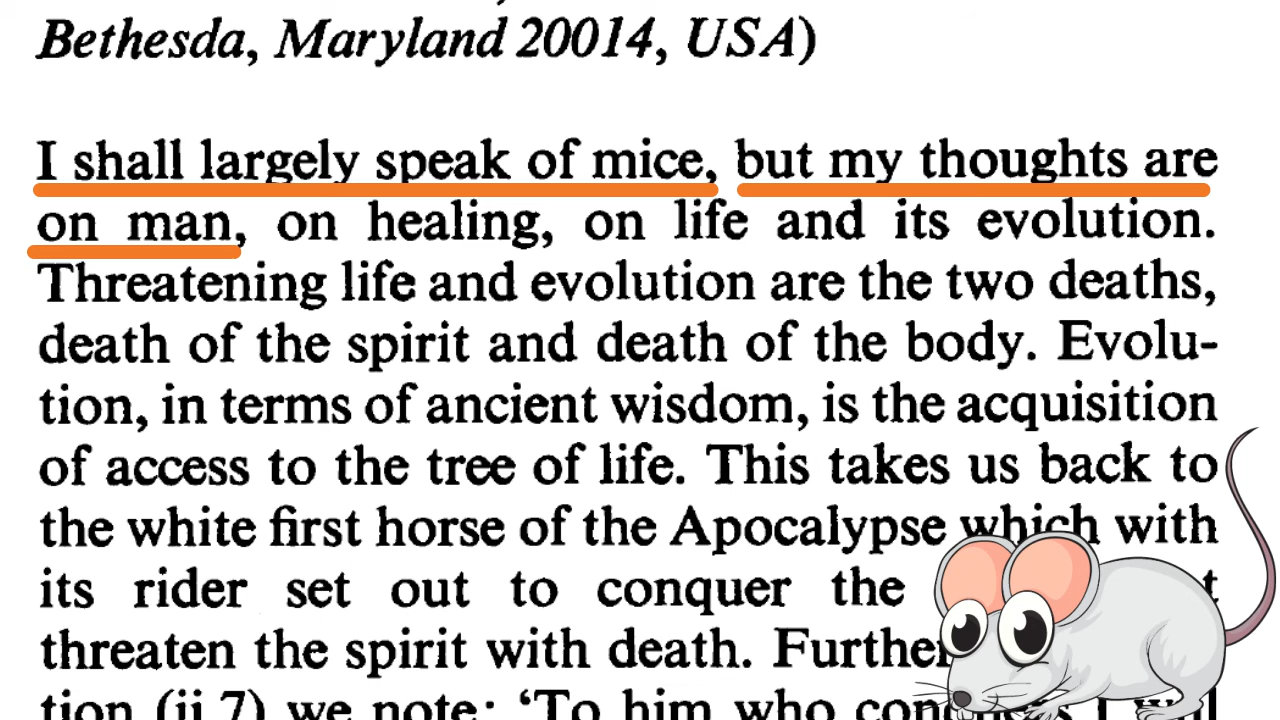 Bethesda, Maryland 20014, USA)
I shall largely speak of mice, but my thoughts are
on man, on healing, on life and its evolution.
Threatening life and evolution are the two deaths,
death of the spirit and death of the body. Evolu-
tion, in terms of ancient wisdom, is the acquisition
of access to the tree of life. This takes us back to
the white first horse of the Apocalypse which with
its rider set out to conquer the
threaten the spirit with death.
tion (ii.7) we note: ‘To him who